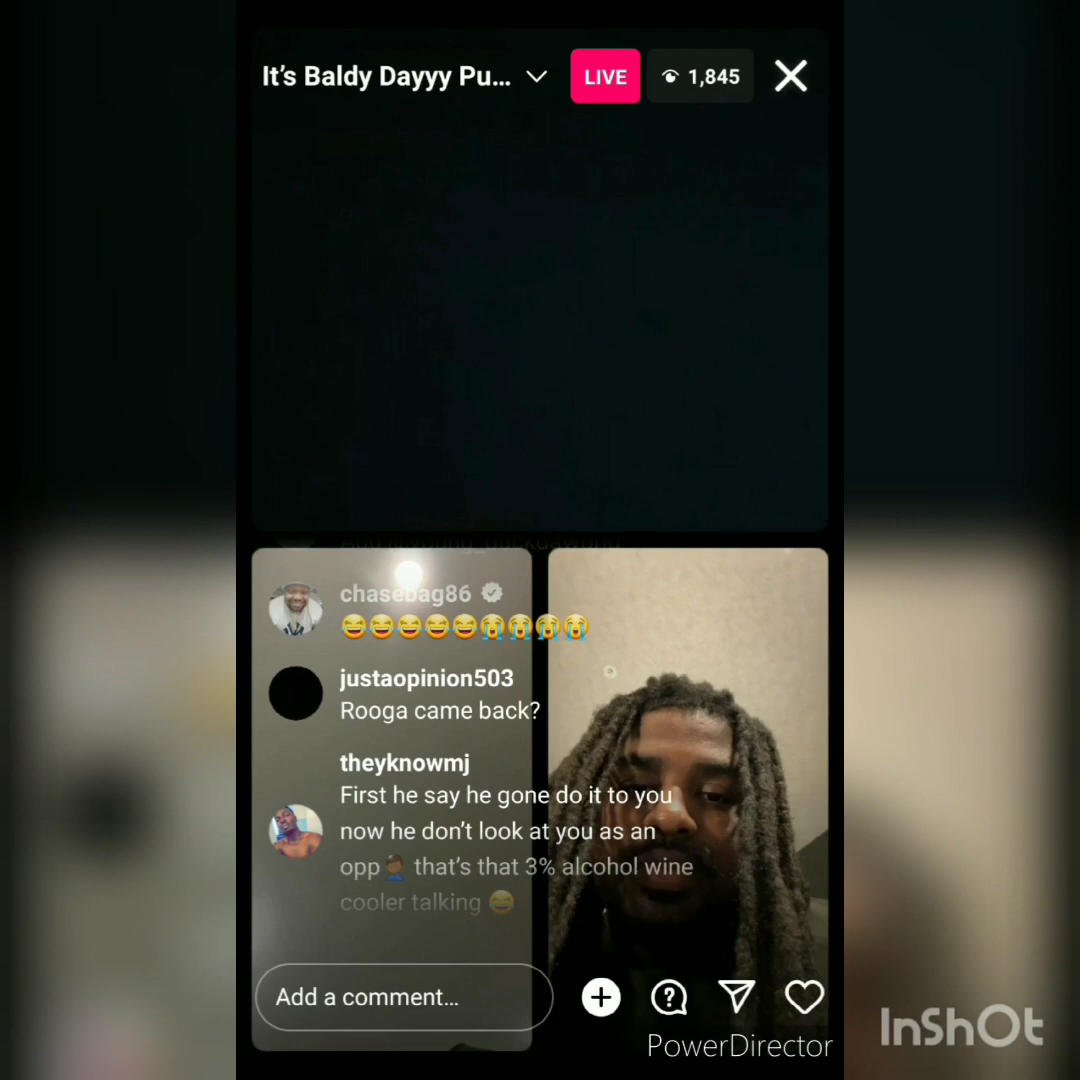 It's Baldy Dayyy Pu...
LIVE
1,845
chasebag86
😆😆😆😆😆😭😭😭😭
justaopinion503
Rooga came back?
theyknowmj
First he say he gone do it to you
now he don't look at you as an
opp🤦🏾‍♂️ that's that 3% alcohol wine
cooler talking 😆
Add a comment...
PowerDirector
InShOt